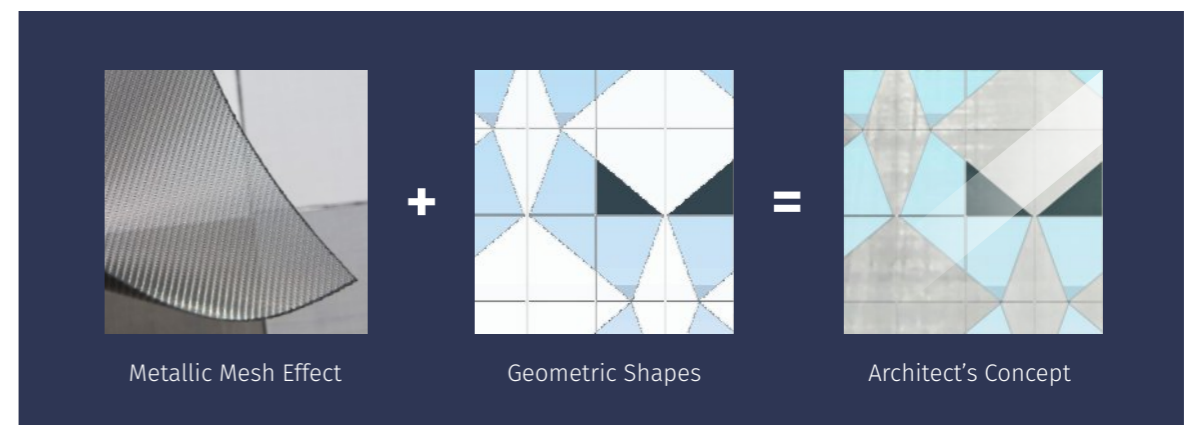 +
=
Metallic Mesh Effect
Geometric Shapes
Architect's Concept